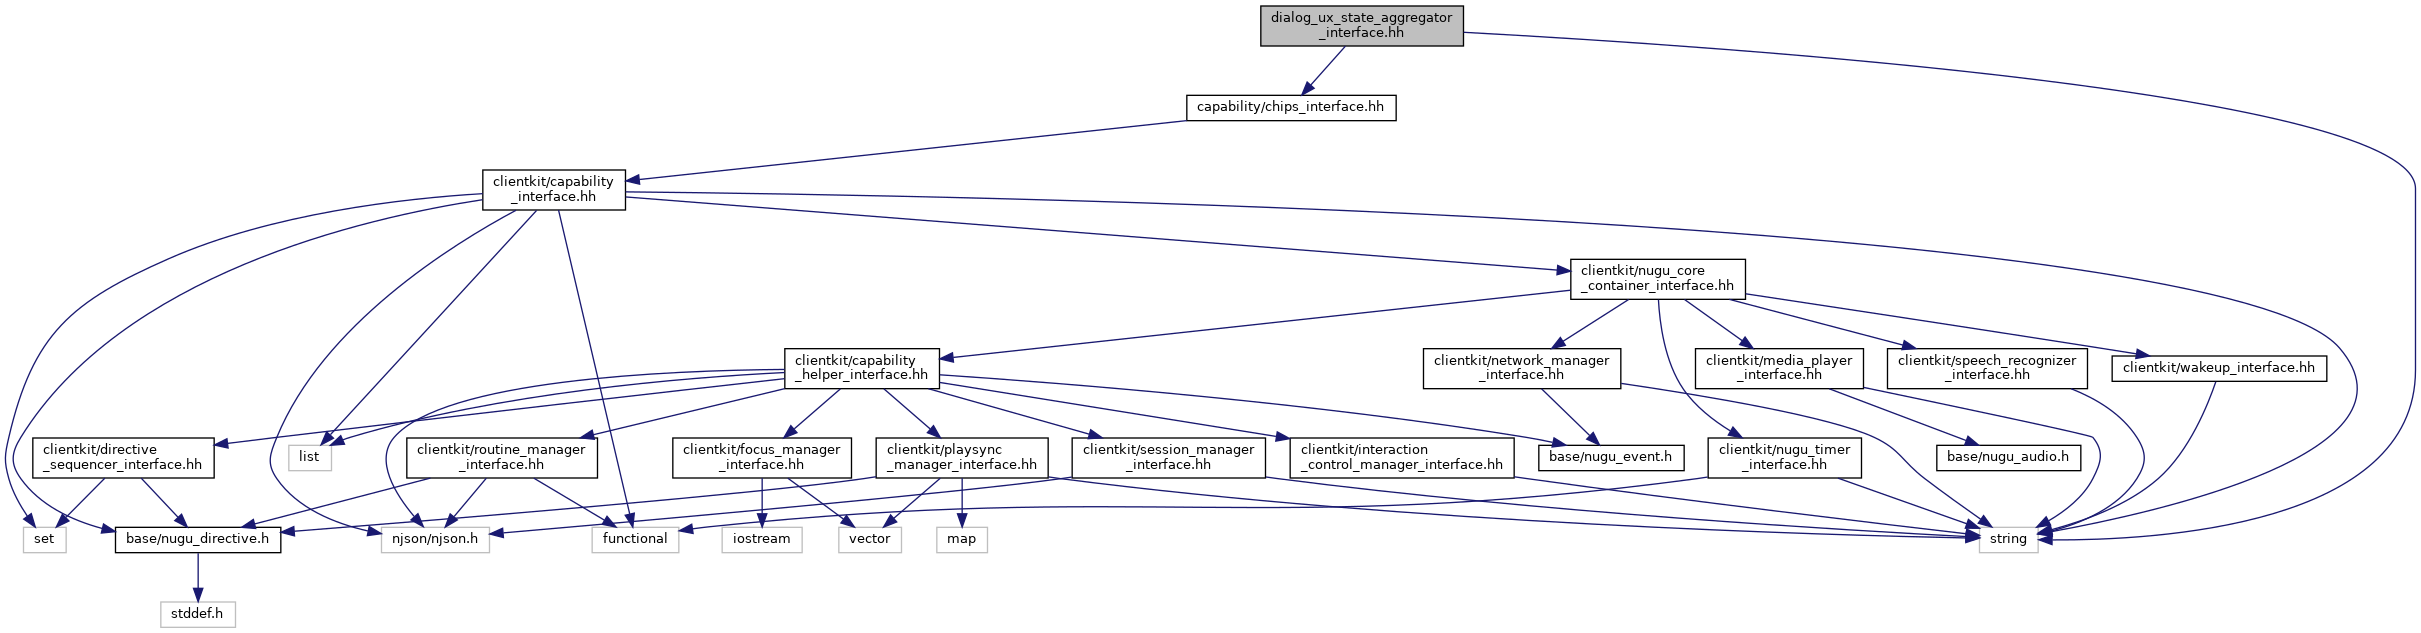 dialog_ux_state_aggregator
_interface.hh
capability/chips_interface.hh
clientkit/capability
_interface.hh
clientkit/nugu_core
_container_interface.hh
clientkit/capability
_helper_interface.hh
clientkit/network_manager
_interface.hh
clientkit/media_player
_interface.hh
clientkit/speech_recognizer
_interface.hh
clientkit/wakeup_interface.hh
clientkit/directive
_sequencer_interface.hh
list
clientkit/routine_manager
_interface.hh
clientkit/focus_manager
_interface.hh
clientkit/playsync
_manager_interface.hh
clientkit/session_manager
_interface.hh
clientkit/interaction
_control_manager_interface.hh
base/nugu_event.h
clientkit/nugu_timer
_interface.hh
base/nugu_audio.h
set
base/nugu_directive.h
njson/njson.h
functional
iostream
vector
map
string
stddef.h